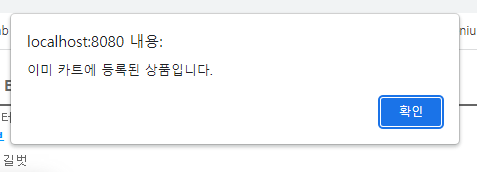 localhost:8080 내용:
이미 카트에 등록된 상품입니다.
확인
길벗